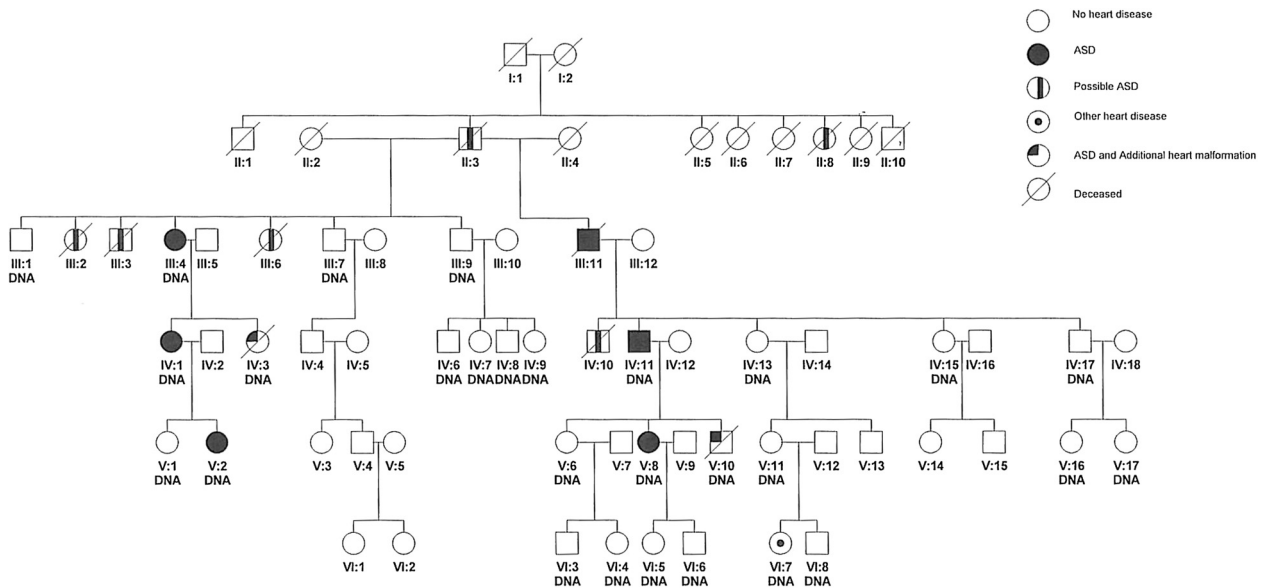 No heart disease
ASD
Possible ASD
Other heart disease
ASD and Additional heart malformation
Deceased
I:1 I:2
II:1 II:2 II:3 II:4 II:5 II:6 II:7 II:8 II:9 II:10
III:1 III:2 III:3 III:4 III:5 III:6 III:7 III:8 III:9 III:10 III:11 III:12
DNA DNA DNA DNA
IV:1 IV:2 IV:3 IV:4 IV:5 IV:6 IV:7 IV:8 IV:9 IV:10 IV:11 IV:12 IV:13 IV:14 IV:15 IV:16 IV:17 IV:18
DNA DNA DNA DNA DNA DNA DNA DNA DNA DNA
V:1 V:2 V:3 V:4 V:5 V:6 V:7 V:8 V:9 V:10 V:11 V:12 V:13 V:14 V:15 V:16 V:17
DNA DNA DNA DNA DNA DNA DNA DNA
VI:1 VI:2 VI:3 VI:4 VI:5 VI:6 VI:7 VI:8
DNA DNA DNA DNA DNA DNA